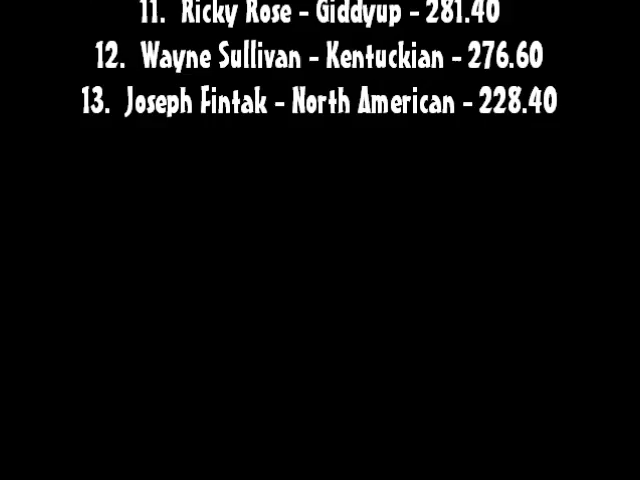 11. Ricky Rose - Giddyup - 281.40
12. Wayne Sullivan - Kentuckian - 276.60
13. Joseph Fintak - North American - 228.40